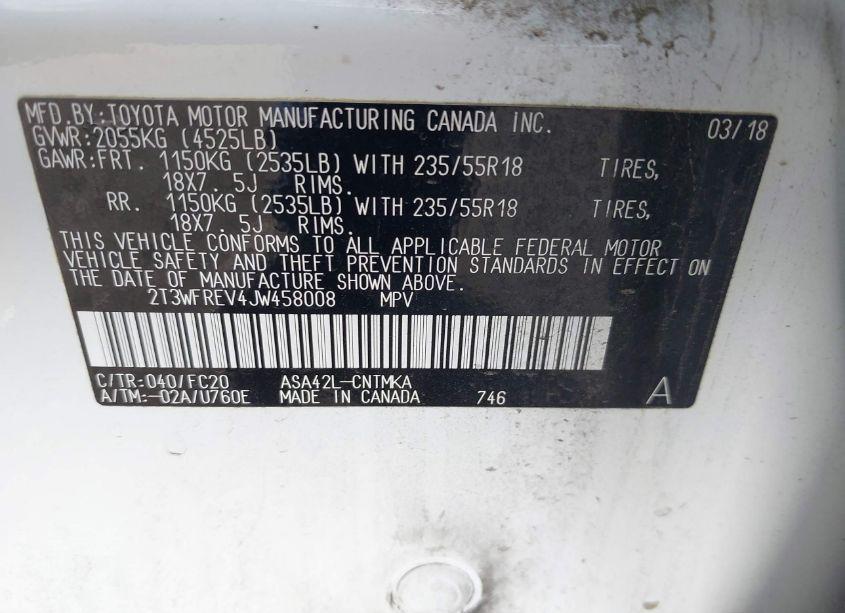 MFD.BY:TOYOTA MOTOR MANUFACTURING CANADA INC. 03/18
GVWR:2055KG (4525LB)
GAWR:FRT. 1150KG (2535LB) WITH 235/55R18 TIRES,
18X7. 5J RIMS.
RR. 1150KG (2535LB) WITH 235/55R18 TIRES,
18X7. 5J RIMS.
THIS VEHICLE CONFORMS TO ALL APPLICABLE FEDERAL MOTOR
VEHICLE SAFETY AND THEFT PREVENTION STANDARDS IN EFFECT ON
THE DATE OF MANUFACTURE SHOWN ABOVE.
2T3WFREV4JW458008 MPV
C/TR:040/FC20 ASA42L-CNTMKA
A/TM:-02A/U760E MADE IN CANADA 746 A